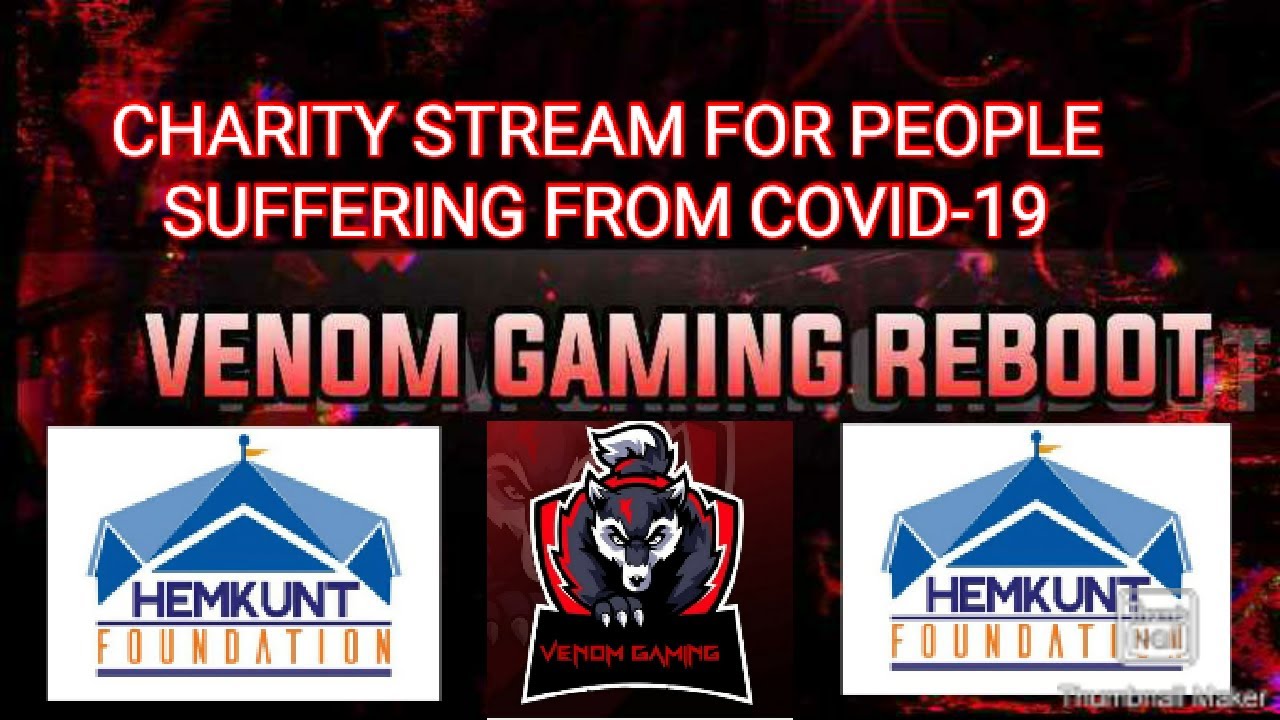 CHARITY STREAM FOR PEOPLE
SUFFERING FROM COVID-19
VENOM GAMING REBOOT
HEMKUNT
FOUNDATION
VENOM GAMING
HEMKUNT
FOUNDATION
Thumbnail Maker